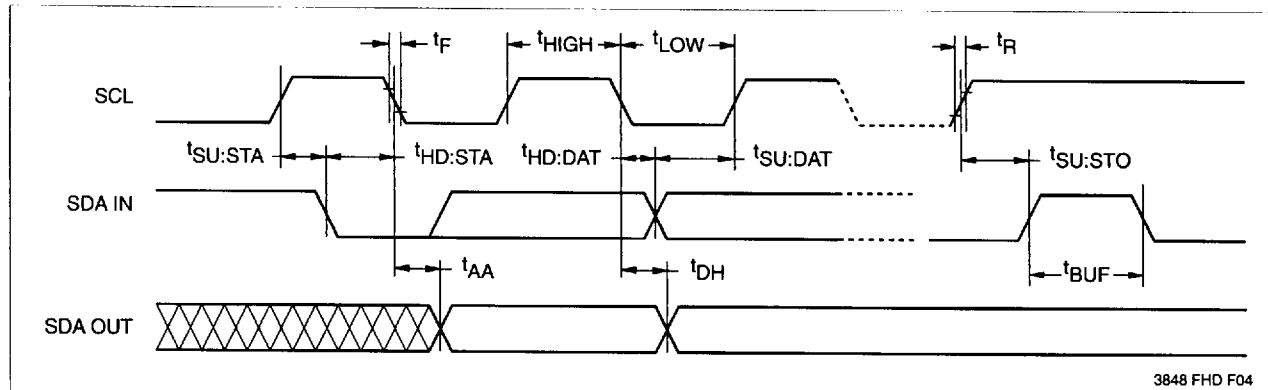 tF tHIGH tLOW tR
SCL
tSU:STA tHD:STA tHD:DAT tSU:DAT tSU:STO
SDA IN
tAA tDH tBUF
SDA OUT
3848 FHD F04